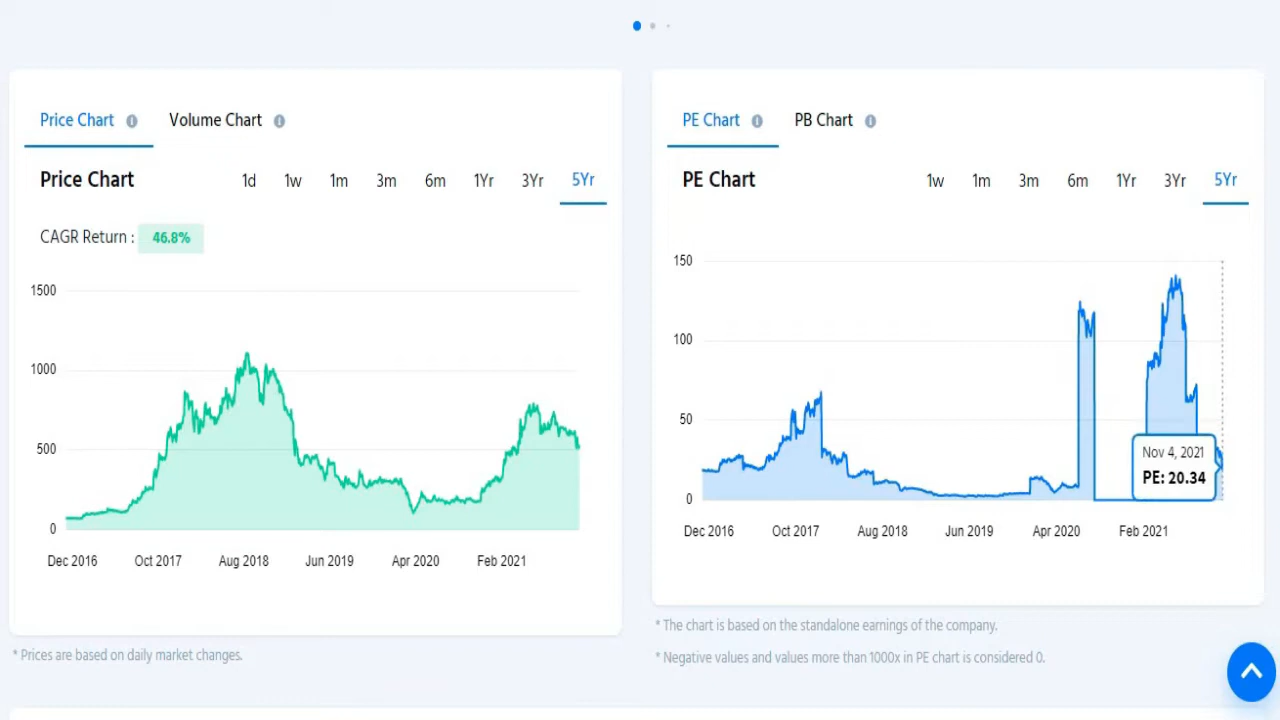 Price Chart
Volume Chart
Price Chart
1d 1w 1m 3m 6m 1Yr 3Yr 5Yr
CAGR Return : 46.8%
1500
1000
500
0
Dec 2016 Oct 2017 Aug 2018 Jun 2019 Apr 2020 Feb 2021
* Prices are based on daily market changes.
PE Chart
PB Chart
PE Chart
1w 1m 3m 6m 1Yr 3Yr 5Yr
150
100
50
0
Nov 4, 2021
PE: 20.34
Dec 2016 Oct 2017 Aug 2018 Jun 2019 Apr 2020 Feb 2021
* The chart is based on the standalone earnings of the company.
* Negative values and values more than 1000x in PE chart is considered 0.